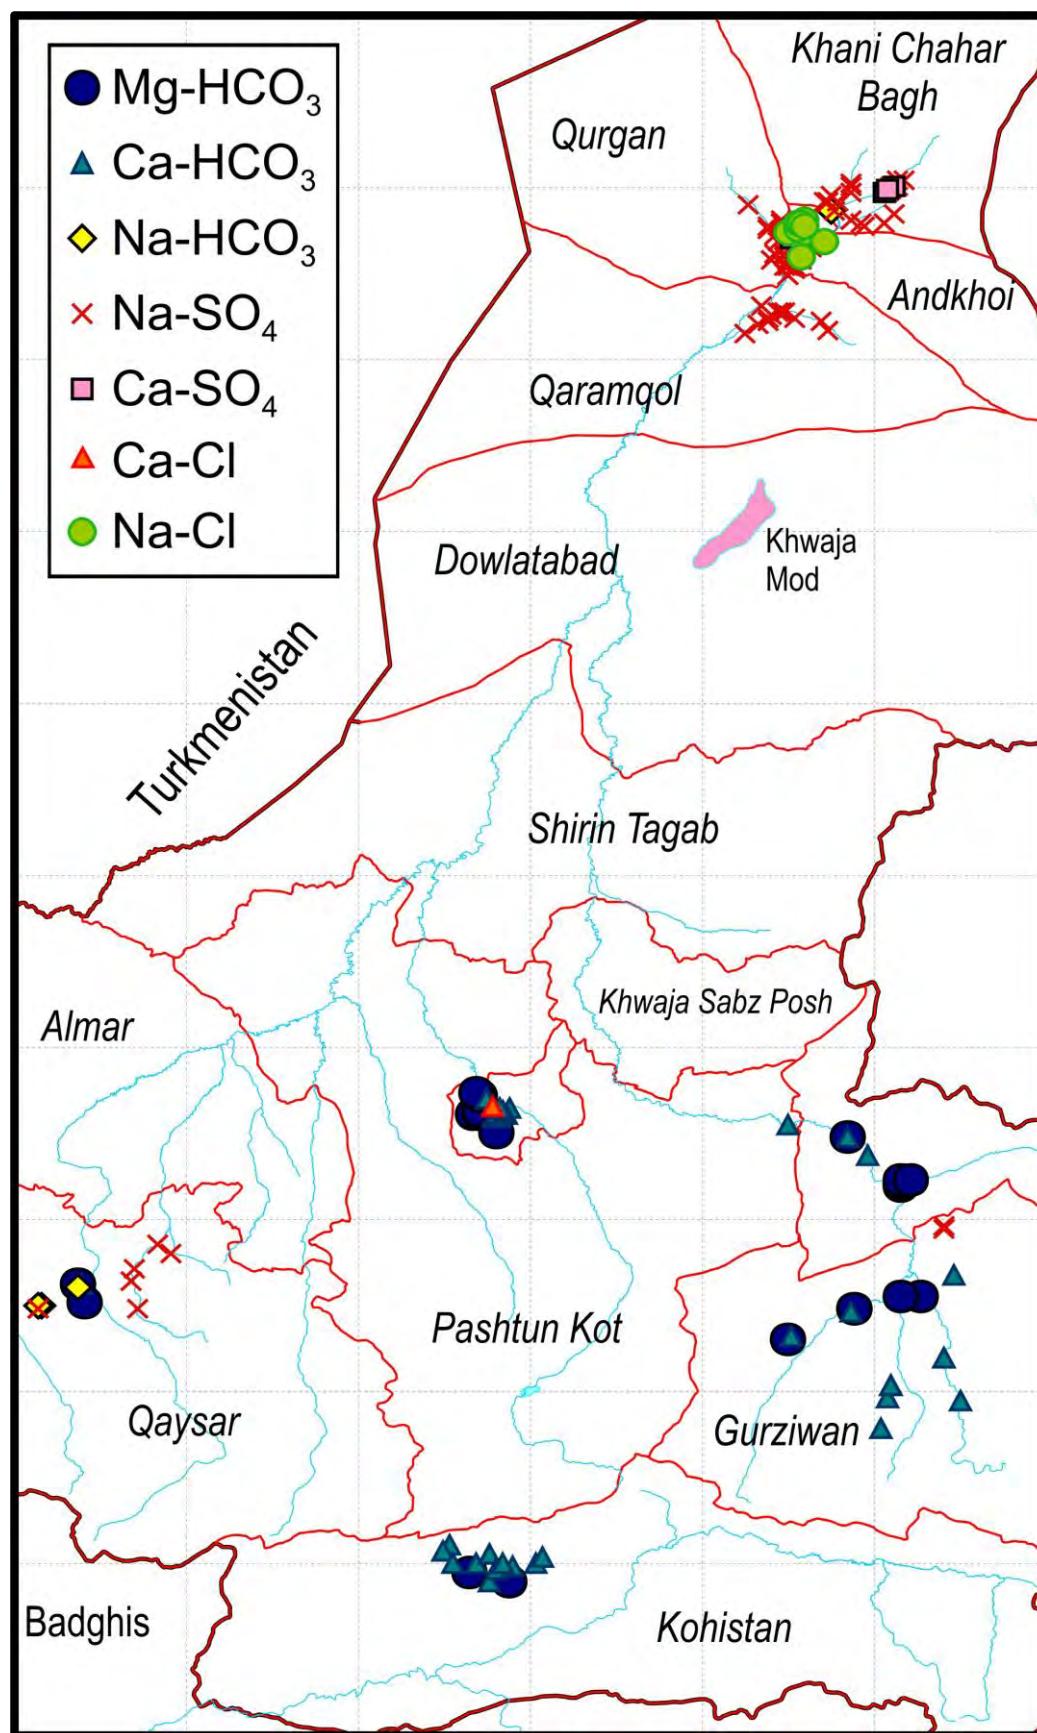 Mg-HCO₃
Ca-HCO₃
Na-HCO₃
Na-SO₄
Ca-SO₄
Ca-Cl
Na-Cl
Khani Chahar
Bagh
Qurgan
Andkhoi
Qaramqol
Dowlatabad
Khwaja
Mod
Turkmenistan
Shirin Tagab
Khwaja Sabz Posh
Almar
Pashtun Kot
Qaysar
Gurziwan
Badghis
Kohistan